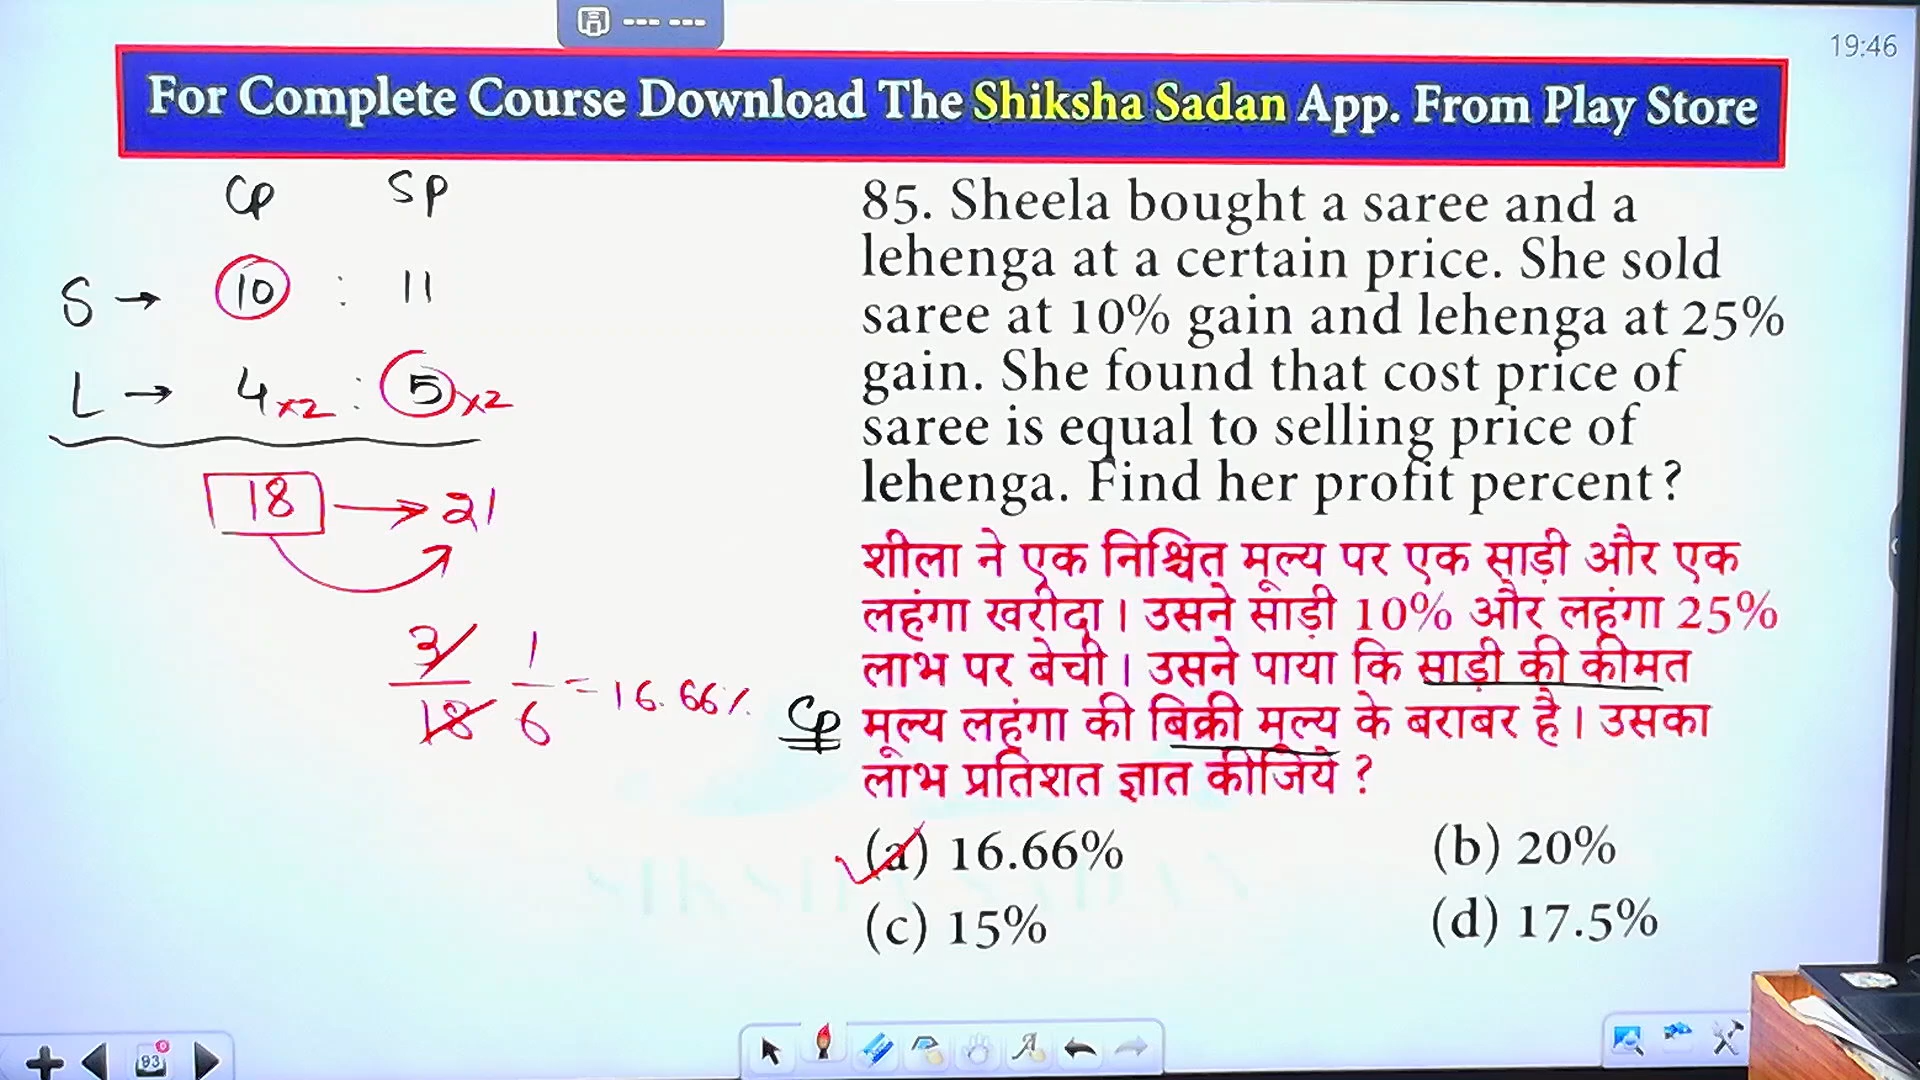 19:46
For Complete Course Download The Shiksha Sadan App. From Play Store
CP SP
S → 10 : 11
L → 4×2 : 5×2
18 → 21
3/18 1/6 = 16.66%
CP
85. Sheela bought a saree and a
lehenga at a certain price. She sold
saree at 10% gain and lehenga at 25%
gain. She found that cost price of
saree is equal to selling price of
lehenga. Find her profit percent?
शीला ने एक निश्चित मूल्य पर एक साड़ी और एक
लहंगा खरीदा। उसने साड़ी 10% और लहंगा 25%
लाभ पर बेची। उसने पाया कि साड़ी की कीमत
मूल्य लहंगा की बिक्री मूल्य के बराबर है। उसका
लाभ प्रतिशत ज्ञात कीजिये ?
(a) 16.66% (b) 20%
(c) 15% (d) 17.5%
SIKSHA SADAN
93